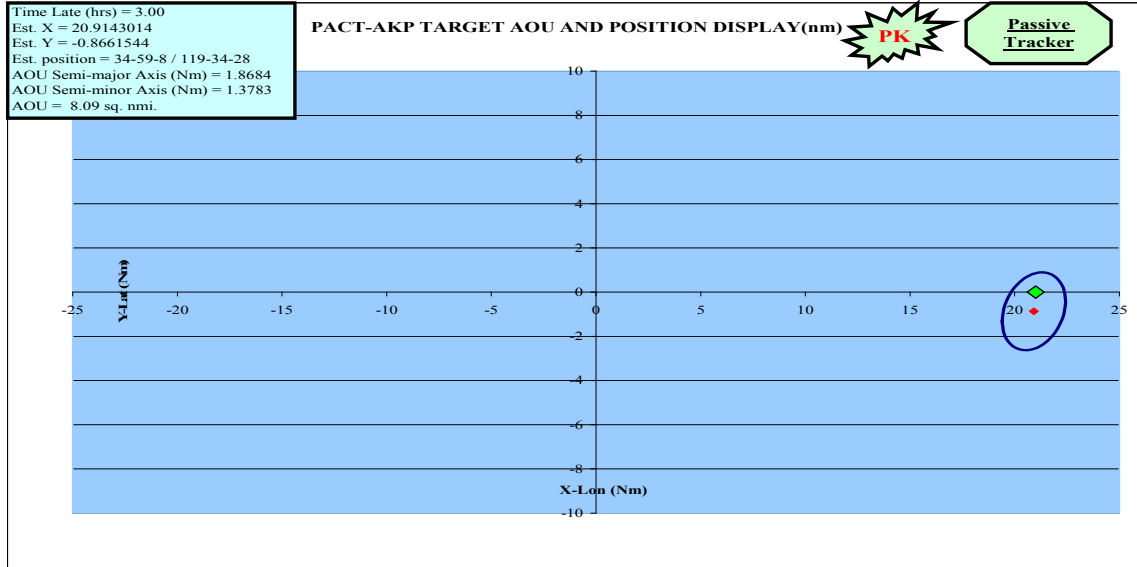 Time Late (hrs) = 3.00
Est. X = 20.9143014
Est. Y = -0.8661544
Est. position = 34-59-8 / 119-34-28
AOU Semi-major Axis (Nm) = 1.8684
AOU Semi-minor Axis (Nm) = 1.3783
AOU =  8.09 sq. nmi.
PACT-AKP TARGET AOU AND POSITION DISPLAY(nm)
PK
Passive
Tracker
10
8
6
4
2
0
-2
-4
-6
-8
-10
Y-Lat (Nm)
-25
-20
-15
-10
-5
0
5
10
15
20
25
X-Lon (Nm)